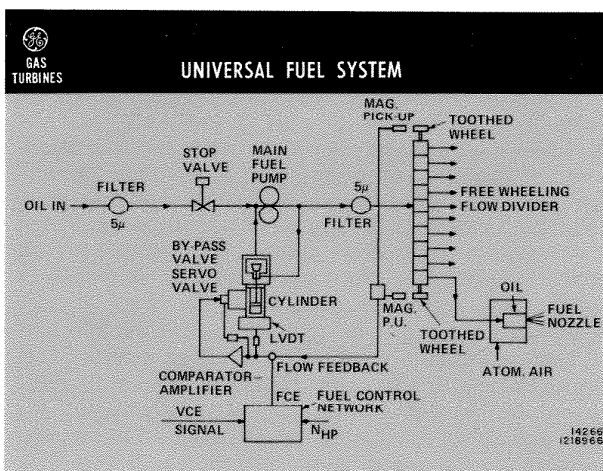 GE
GAS
TURBINES
UNIVERSAL FUEL SYSTEM
MAG.
PICK-UP
TOOTHED
WHEEL
STOP
VALVE
MAIN
FUEL
PUMP
FILTER
5μ
OIL IN
5μ
FILTER
FREE WHEELING
FLOW DIVIDER
BY-PASS
VALVE
SERVO
VALVE
CYLINDER
LVDT
MAG.
P.U.
TOOTHED
WHEEL
OIL
FUEL
NOZZLE
ATOM. AIR
FLOW FEEDBACK
COMPARATOR
AMPLIFIER
FCE
FUEL CONTROL
NETWORK
VCE
SIGNAL
NHP
14266
1218966